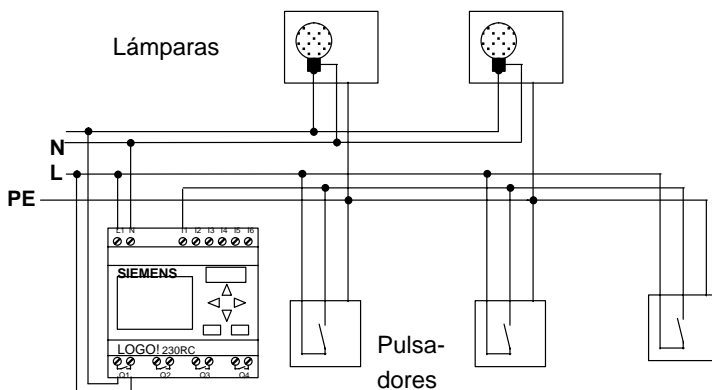 Lámparas
N
L
PE
L1 N I1 I2 I3 I4 I5 I6
SIEMENS
LOGO! 230RC
Q1 Q2 Q3 Q4
Pulsa-
dores